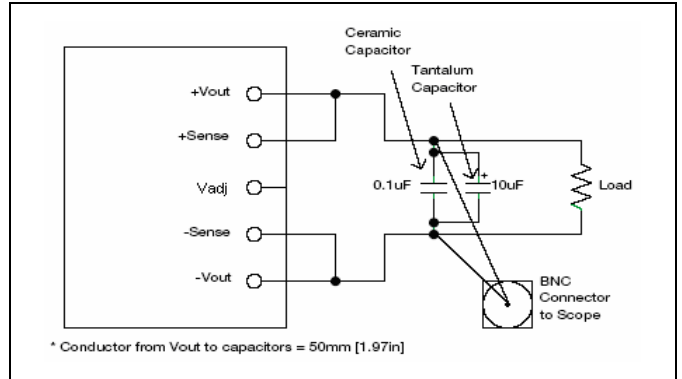 Ceramic
Capacitor
Tantalum
Capacitor
+Vout
+Sense
Vadj
-Sense
-Vout
0.1uF
+
10uF
Load
BNC
Connector
to Scope
* Conductor from Vout to capacitors = 50mm [1.97in]